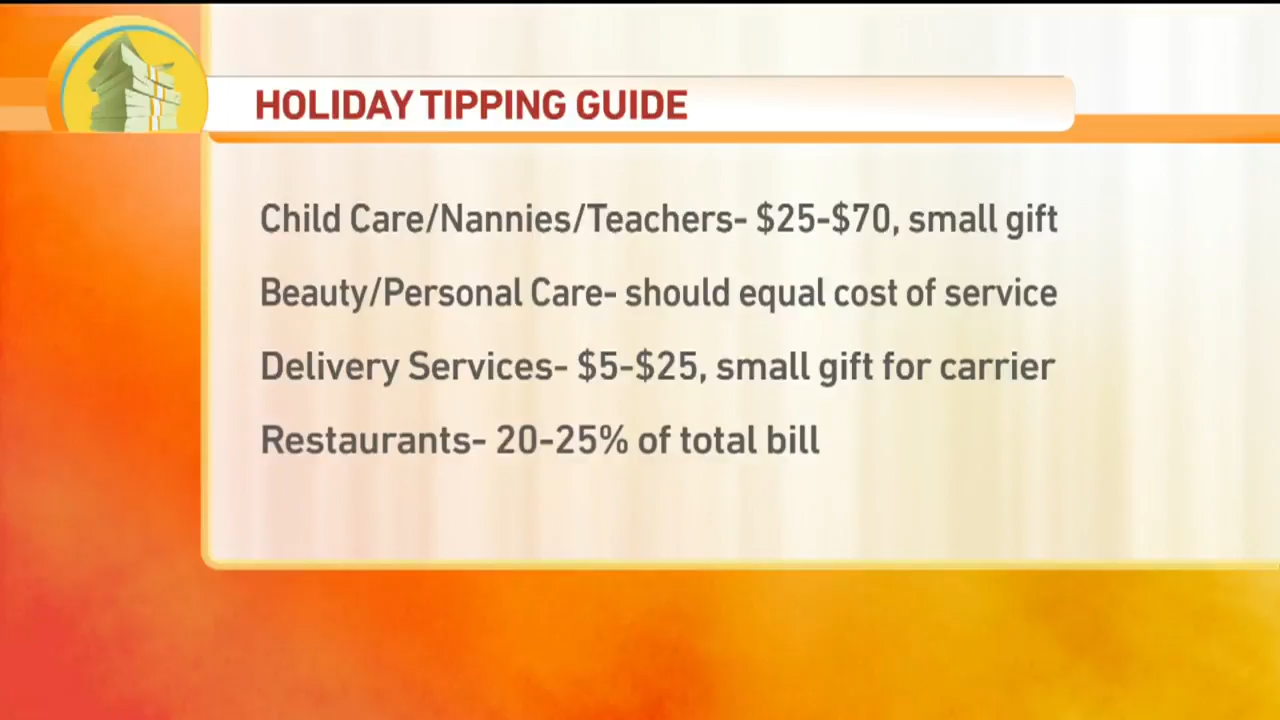 HOLIDAY TIPPING GUIDE
Child Care/Nannies/Teachers- $25-$70, small gift
Beauty/Personal Care- should equal cost of service
Delivery Services- $5-$25, small gift for carrier
Restaurants- 20-25% of total bill